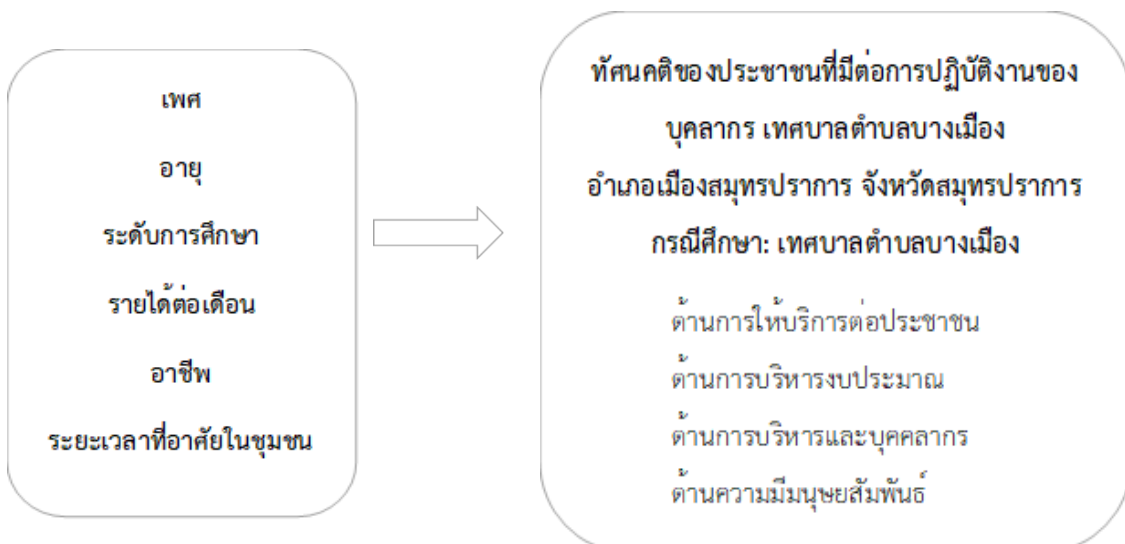 เพศ
อายุ
ระดับการศึกษา
รายได้ต่อเดือน
อาชีพ
ระยะเวลาที่อาศัยในชุมชน
ทัศนคติของประชาชนที่มีต่อการปฏิบัติงานของ
บุคลากร เทศบาลตำบลบางเมือง
อำเภอเมืองสมุทรปราการ จังหวัดสมุทรปราการ
กรณีศึกษา: เทศบาลตำบลบางเมือง
ด้านการให้บริการต่อประชาชน
ด้านการบริหารงบประมาณ
ด้านการบริหารและบุคคลากร
ด้านความมีมนุษยสัมพันธ์